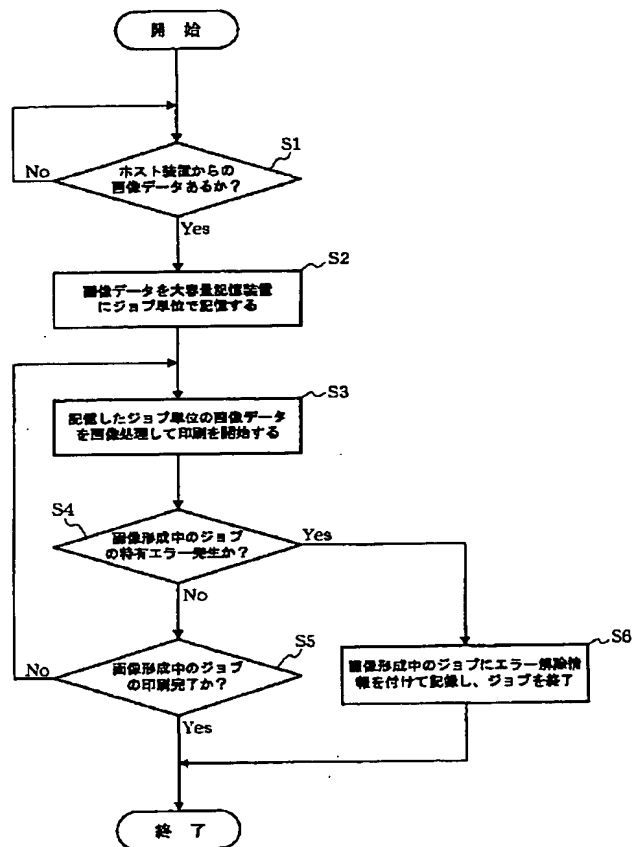 開 始
S1
No
ホスト装置からの
画像データあるか？
Yes
S2
画像データを大容量記憶装置
にジョブ単位で記憶する
S3
記憶したジョブ単位の画像データ
を画像処理して印刷を開始する
S4
画像形成中のジョブ
の特有エラー発生か？
Yes
No
S5
No
画像形成中のジョブ
の印刷完了か？
Yes
S6
画像形成中のジョブにエラー解除情
報を付けて記録し、ジョブを終了
終 了